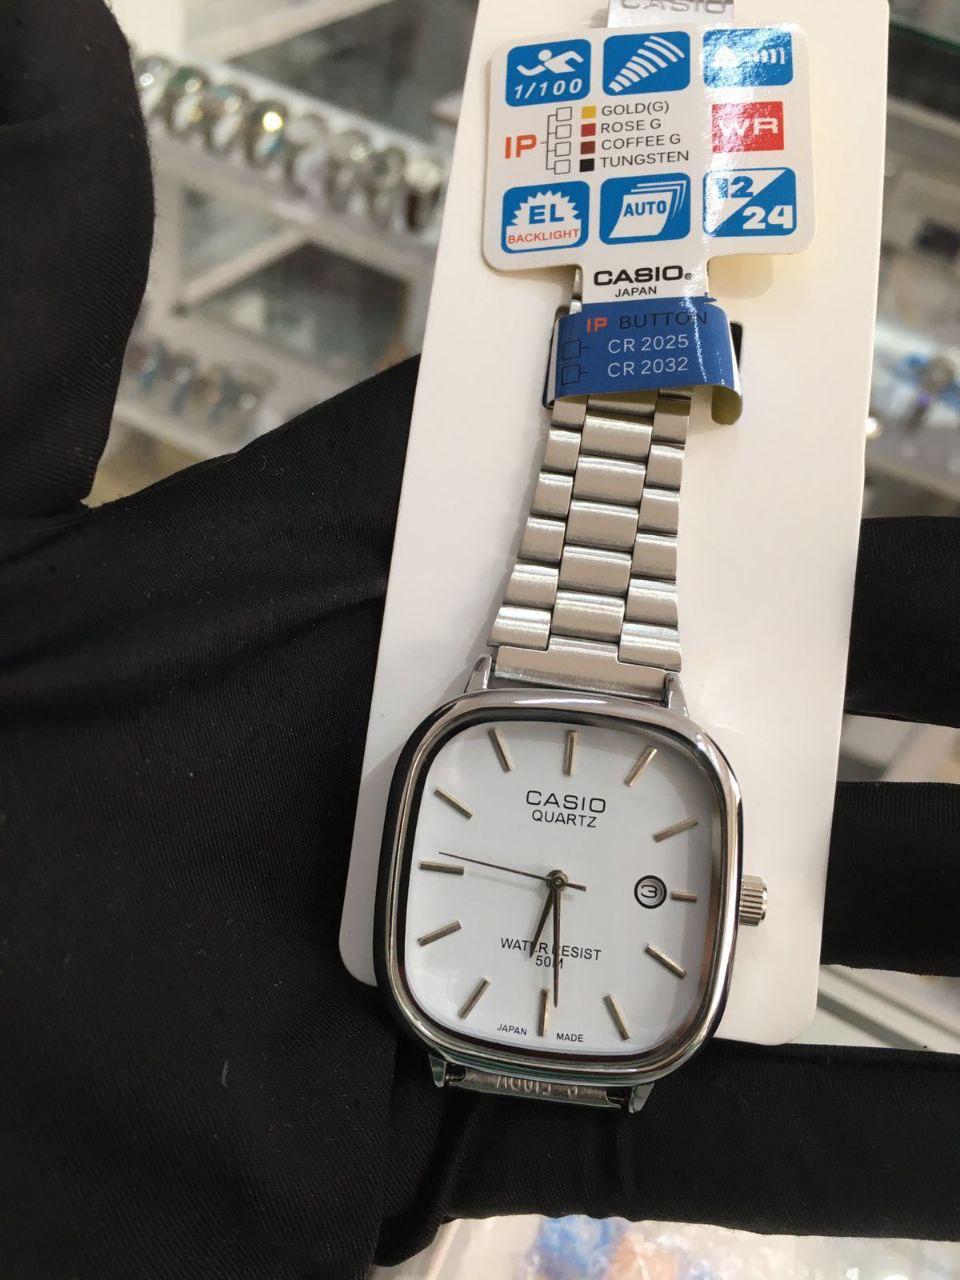 CASIO
1/100
IP
GOLD(G)
ROSE G
COFFEE G
TUNGSTEN
WR
EL
BACKLIGHT
AUTO
12/24
CASIO®
JAPAN
IP BUTTON
CR 2025
CR 2032
CASIO
QUARTZ
3
WATER RESIST
50M
JAPAN MADE